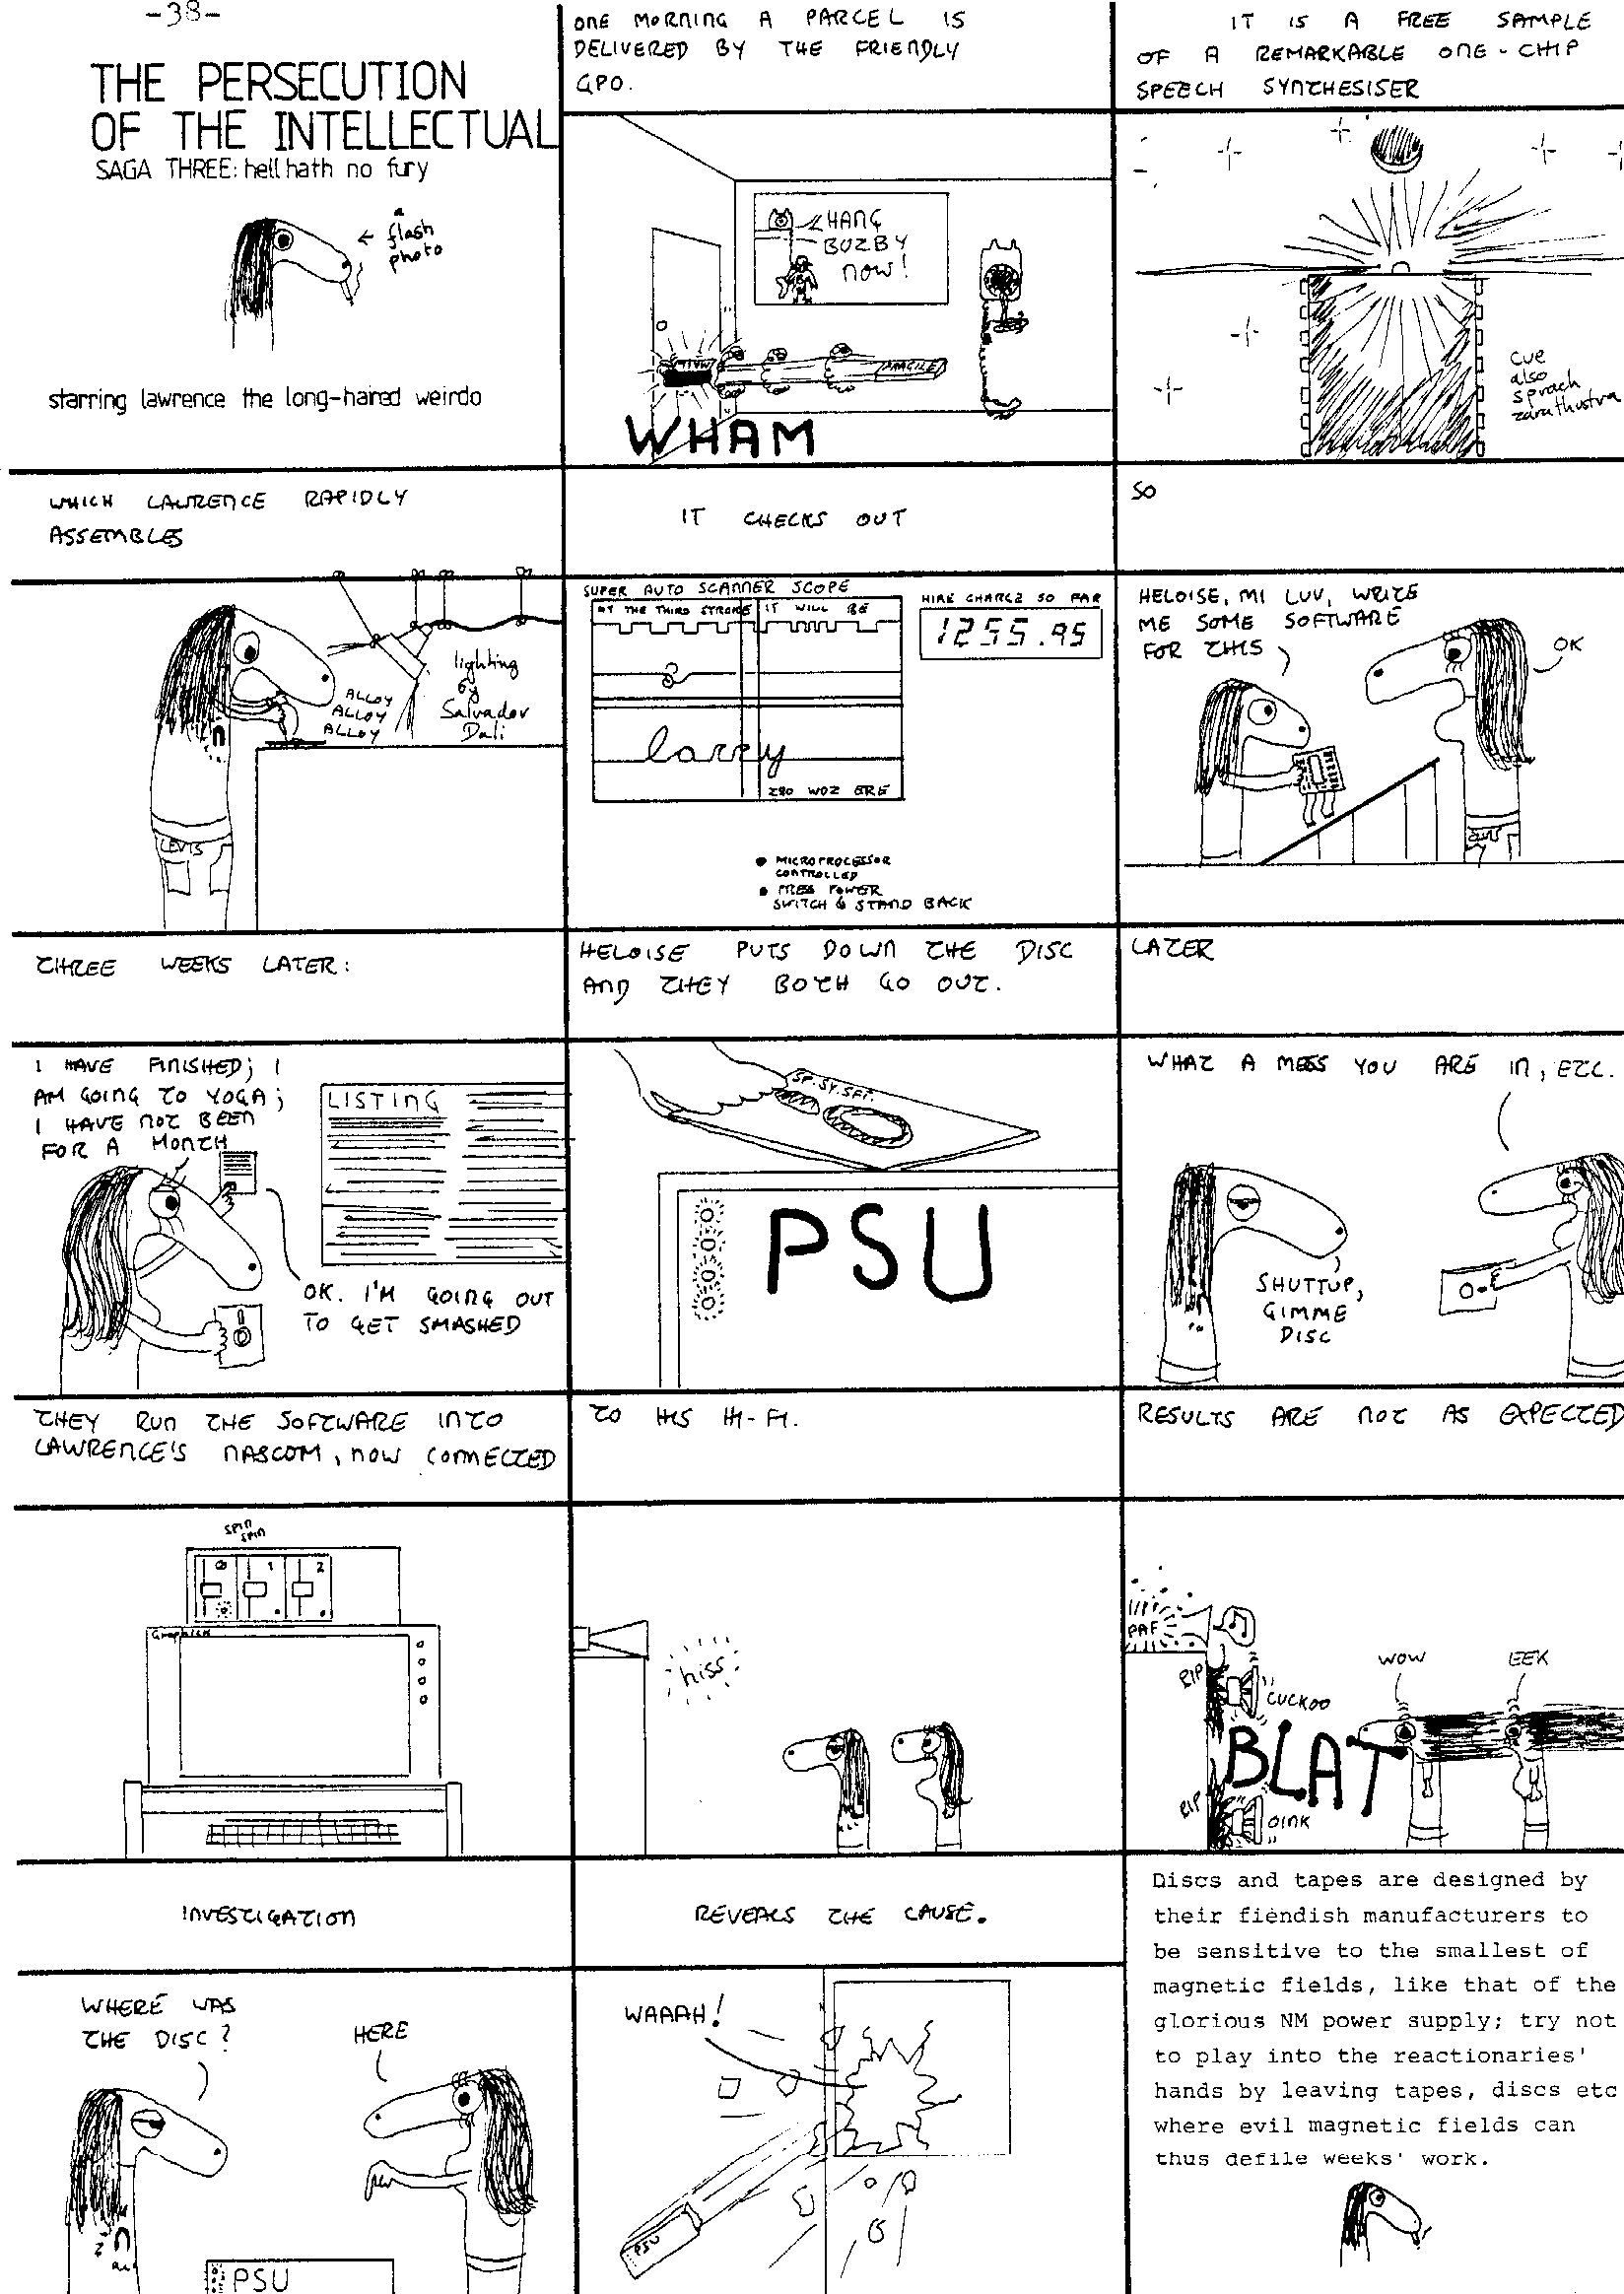 -38-
THE PERSECUTION
OF THE INTELLECTUAL
SAGA THREE: hell hath no fury
a
flash
photo
starring lawrence the long-haired weirdo
ONE MORNING A PARCEL IS
DELIVERED BY THE FRIENDLY
GPO.
HANG
BUZBY
NOW!
FRAGILE
WHAM
IT IS A FREE SAMPLE
OF A REMARKABLE ONE-CHIP
SPEECH SYNTHESISER
cue
also
sprach
zarathustra
WHICH LAWRENCE RAPIDLY
ASSEMBLES
ALLOY
ALLOY
ALLOY
lighting
by
Salvador
Dali
LEVIS
IT CHECKS OUT
SUPER AUTO SCANNER SCOPE
AT THE THIRD STROKE IT WILL BE
HIRE CHARGE SO FAR
1255.95
larry
Z80 WOZ ERE
• MICROPROCESSOR
CONTROLLED
• PRESS POWER
SWITCH & STAND BACK
SO
HELOISE, MI LUV, WRITE
ME SOME SOFTWARE
FOR THIS
OK
THREE WEEKS LATER:
I HAVE FINISHED; I
AM GOING TO YOGA;
I HAVE NOT BEEN
FOR A MONTH
LISTING
OK. I'M GOING OUT
TO GET SMASHED
HELOISE PUTS DOWN THE DISC
AND THEY BOTH GO OUT.
SP.SY.SFT.
PSU
LATER
WHAT A MESS YOU ARE IN, ETC.
SHUTTUP,
GIMME
DISC
THEY RUN THE SOFTWARE INTO
LAWRENCE'S NASCOM, NOW CONNECTED
SPIN
SPIN
0 1 2
TO HIS HI-FI.
hiss
RESULTS ARE NOT AS EXPECTED
PAF
RIP
CUCKOO
WOW
EEK
BLAT
RIP
OINK
INVESTIGATION
WHERE WAS
THE DISC?
HERE
PSU
REVEALS THE CAUSE.
WAAAH!
PSU
Discs and tapes are designed by
their fiendish manufacturers to
be sensitive to the smallest of
magnetic fields, like that of the
glorious NM power supply; try not
to play into the reactionaries'
hands by leaving tapes, discs etc
where evil magnetic fields can
thus defile weeks' work.